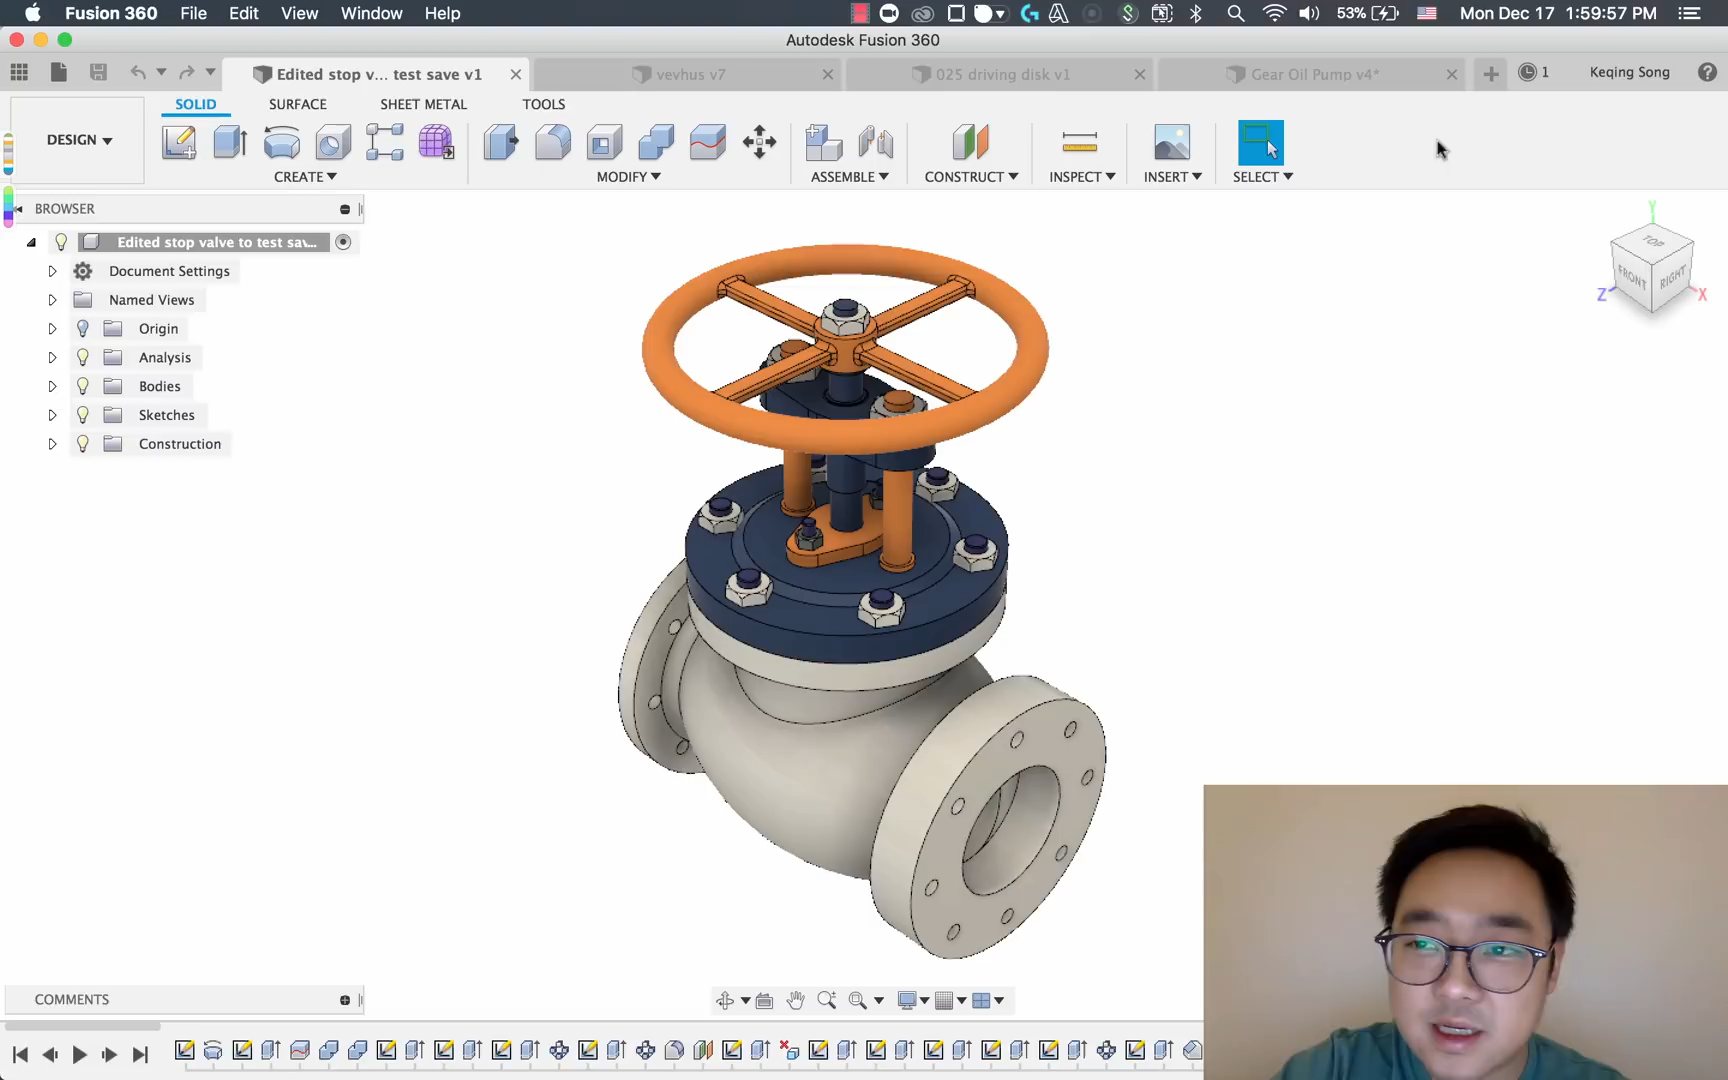 Fusion 360 File Edit View Window Help 53% Mon Dec 17 1:59:57 PM
Autodesk Fusion 360
Edited stop v... test save v1 vevhus v7 025 driving disk v1 Gear Oil Pump v4* 1 Keqing Song
SOLID SURFACE SHEET METAL TOOLS
DESIGN
CREATE MODIFY ASSEMBLE CONSTRUCT INSPECT INSERT SELECT
BROWSER
Edited stop valve to test sav...
Document Settings
Named Views
Origin
Analysis
Bodies
Sketches
Construction
Y
TOP
FRONT RIGHT
Z X
COMMENTS